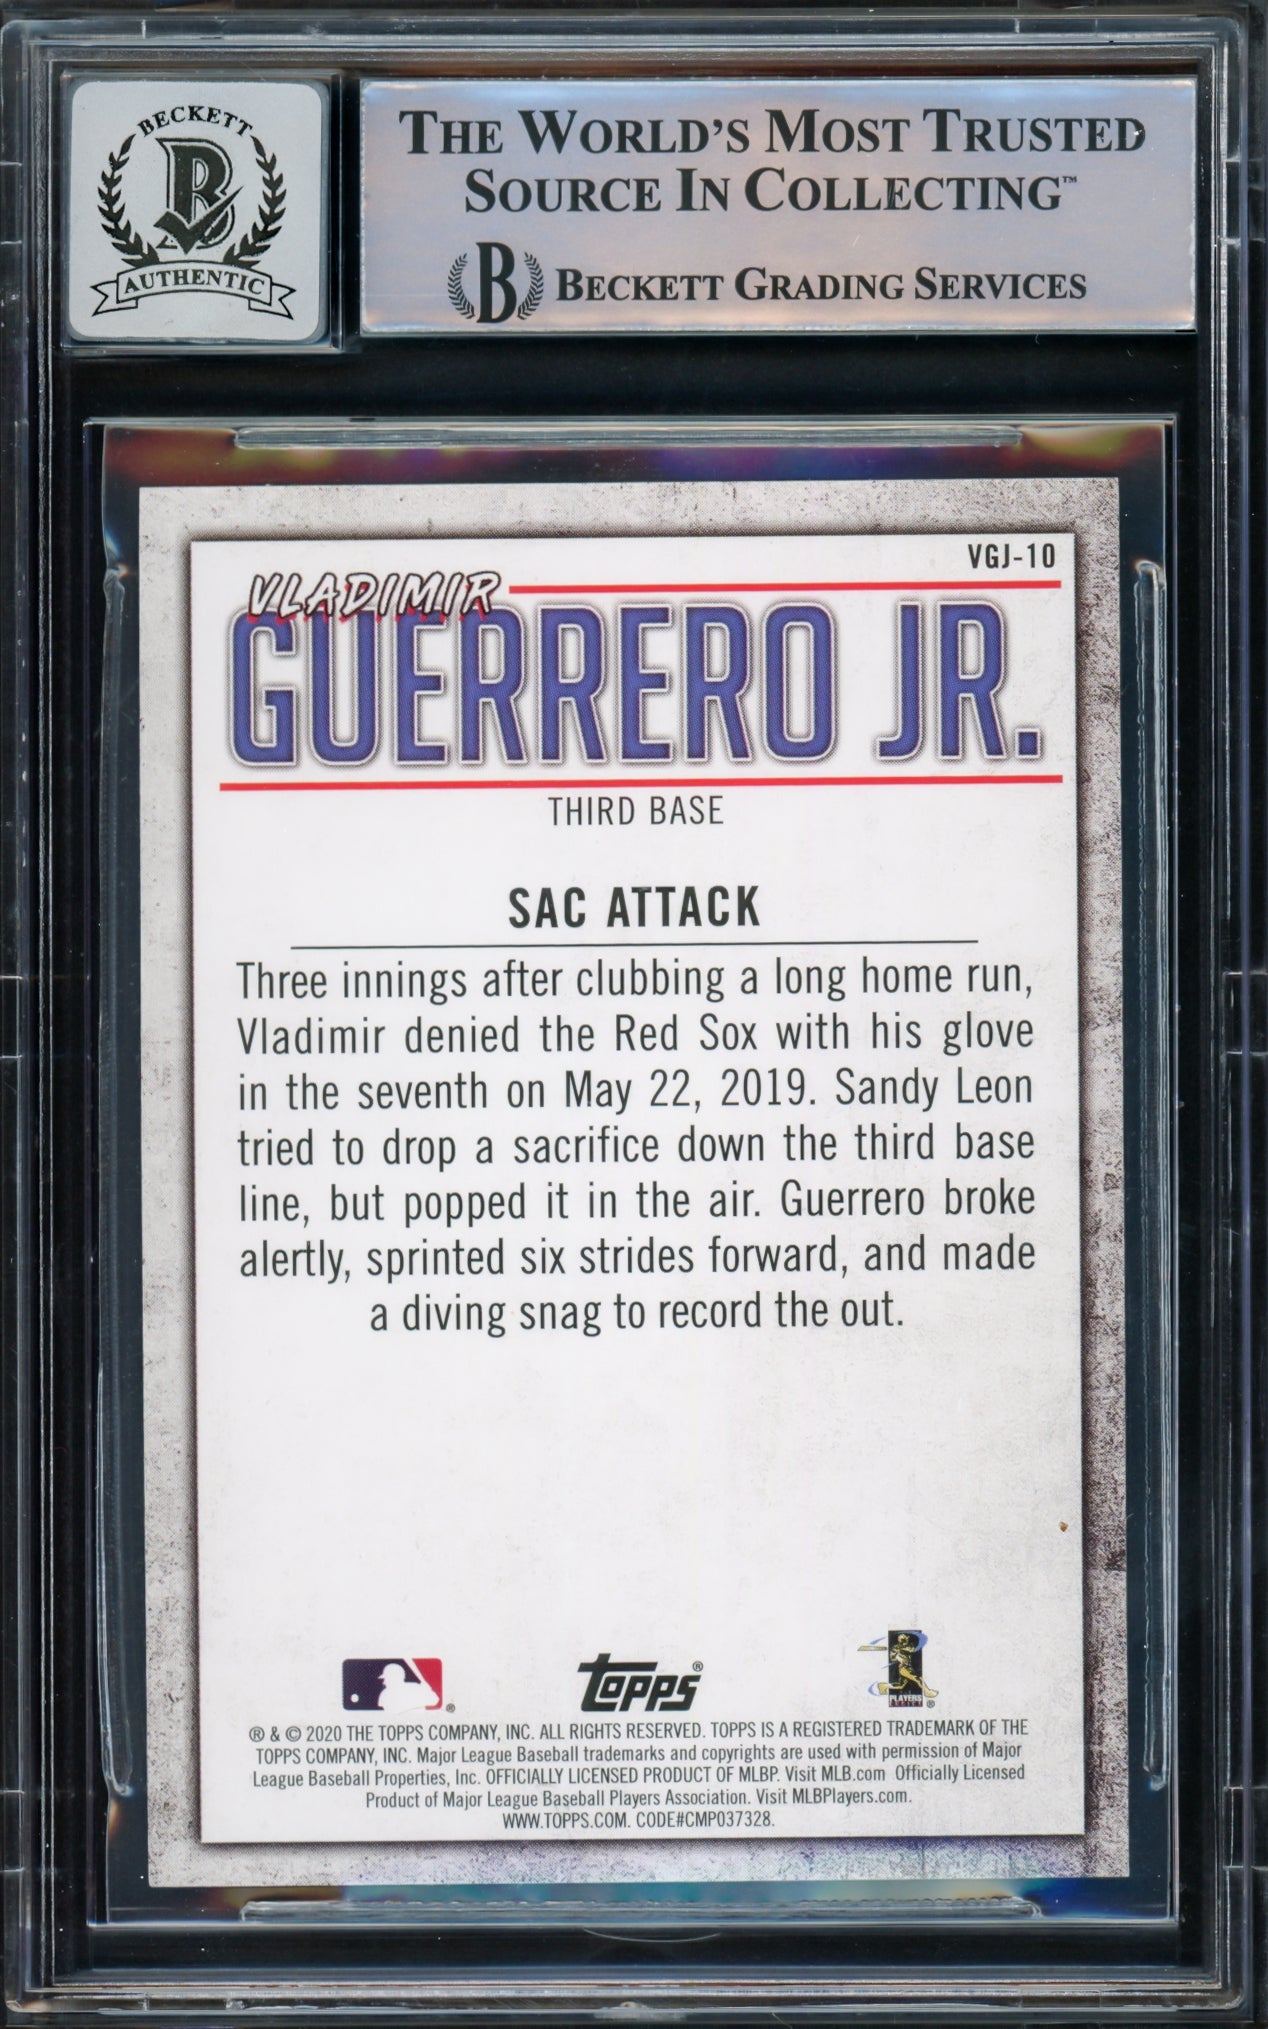 BECKETT
B
AUTHENTIC
THE WORLD'S MOST TRUSTED
SOURCE IN COLLECTING™
B BECKETT GRADING SERVICES
VGJ-10
VLADIMIR
GUERRERO JR.
THIRD BASE
SAC ATTACK
Three innings after clubbing a long home run,
Vladimir denied the Red Sox with his glove
in the seventh on May 22, 2019. Sandy Leon
tried to drop a sacrifice down the third base
line, but popped it in the air. Guerrero broke
alertly, sprinted six strides forward, and made
a diving snag to record the out.
®
Topps®
PLAYERS
®
® & © 2020 THE TOPPS COMPANY, INC. ALL RIGHTS RESERVED. TOPPS IS A REGISTERED TRADEMARK OF THE
TOPPS COMPANY, INC. Major League Baseball trademarks and copyrights are used with permission of Major
League Baseball Properties, Inc. OFFICIALLY LICENSED PRODUCT OF MLBP. Visit MLB.com Officially Licensed
Product of Major League Baseball Players Association. Visit MLBPlayers.com.
WWW.TOPPS.COM. CODE#CMP037328.